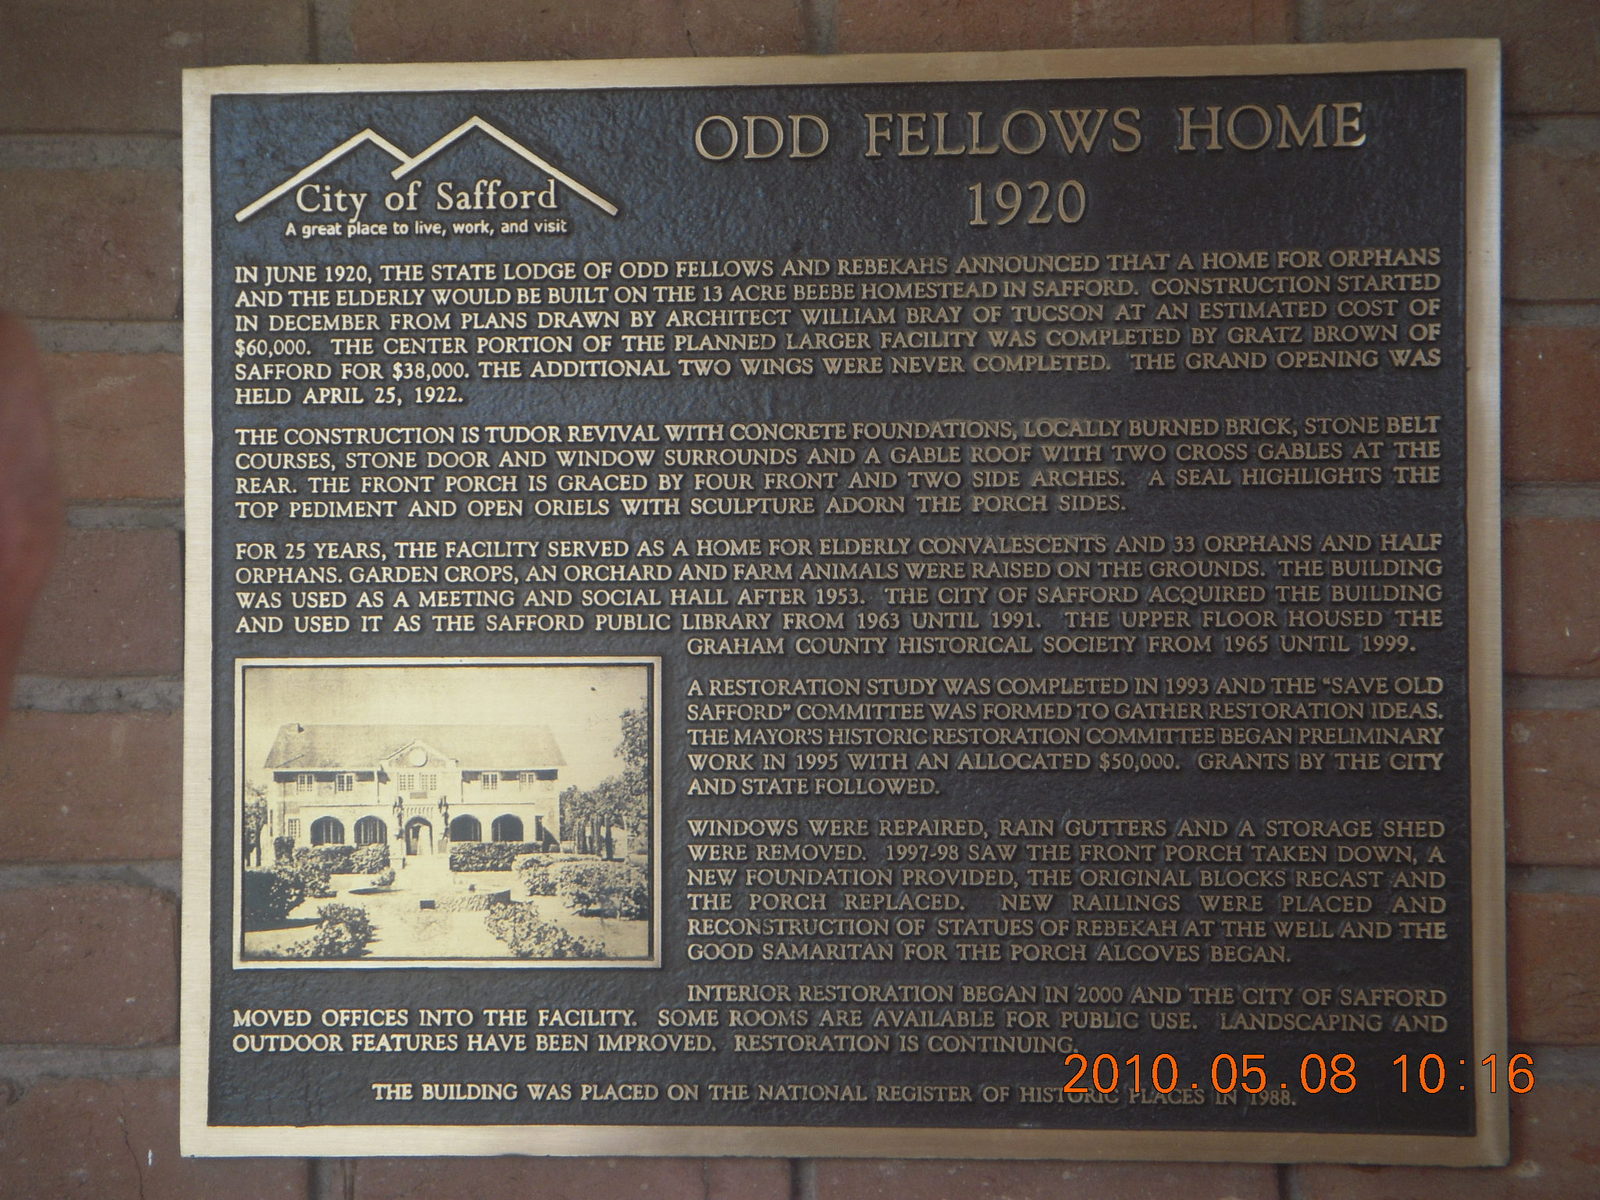 City of Safford
A great place to live, work, and visit
ODD FELLOWS HOME
1920
IN JUNE 1920, THE STATE LODGE OF ODD FELLOWS AND REBEKAHS ANNOUNCED THAT A HOME FOR ORPHANS
AND THE ELDERLY WOULD BE BUILT ON THE 13 ACRE BEEBE HOMESTEAD IN SAFFORD. CONSTRUCTION STARTED
IN DECEMBER FROM PLANS DRAWN BY ARCHITECT WILLIAM BRAY OF TUCSON AT AN ESTIMATED COST OF
$60,000. THE CENTER PORTION OF THE PLANNED LARGER FACILITY WAS COMPLETED BY GRATZ BROWN OF
SAFFORD FOR $38,000. THE ADDITIONAL TWO WINGS WERE NEVER COMPLETED. THE GRAND OPENING WAS
HELD APRIL 25, 1922.
THE CONSTRUCTION IS TUDOR REVIVAL WITH CONCRETE FOUNDATIONS, LOCALLY BURNED BRICK, STONE BELT
COURSES, STONE DOOR AND WINDOW SURROUNDS AND A GABLE ROOF WITH TWO CROSS GABLES AT THE
REAR. THE FRONT PORCH IS GRACED BY FOUR FRONT AND TWO SIDE ARCHES. A SEAL HIGHLIGHTS THE
TOP PEDIMENT AND OPEN ORIELS WITH SCULPTURE ADORN THE PORCH SIDES.
FOR 25 YEARS, THE FACILITY SERVED AS A HOME FOR ELDERLY CONVALESCENTS AND 33 ORPHANS AND HALF
ORPHANS. GARDEN CROPS, AN ORCHARD AND FARM ANIMALS WERE RAISED ON THE GROUNDS. THE BUILDING
WAS USED AS A MEETING AND SOCIAL HALL AFTER 1953. THE CITY OF SAFFORD ACQUIRED THE BUILDING
AND USED IT AS THE SAFFORD PUBLIC LIBRARY FROM 1963 UNTIL 1991. THE UPPER FLOOR HOUSED THE
GRAHAM COUNTY HISTORICAL SOCIETY FROM 1965 UNTIL 1999.
A RESTORATION STUDY WAS COMPLETED IN 1993 AND THE "SAVE OLD
SAFFORD" COMMITTEE WAS FORMED TO GATHER RESTORATION IDEAS.
THE MAYOR'S HISTORIC RESTORATION COMMITTEE BEGAN PRELIMINARY
WORK IN 1995 WITH AN ALLOCATED $50,000. GRANTS BY THE CITY
AND STATE FOLLOWED.
WINDOWS WERE REPAIRED, RAIN GUTTERS AND A STORAGE SHED
WERE REMOVED. 1997-98 SAW THE FRONT PORCH TAKEN DOWN, A
NEW FOUNDATION PROVIDED, THE ORIGINAL BLOCKS RECAST AND
THE PORCH REPLACED. NEW RAILINGS WERE PLACED AND
RECONSTRUCTION OF STATUES OF REBEKAH AT THE WELL AND THE
GOOD SAMARITAN FOR THE PORCH ALCOVES BEGAN.
INTERIOR RESTORATION BEGAN IN 2000 AND THE CITY OF SAFFORD
MOVED OFFICES INTO THE FACILITY. SOME ROOMS ARE AVAILABLE FOR PUBLIC USE. LANDSCAPING AND
OUTDOOR FEATURES HAVE BEEN IMPROVED. RESTORATION IS CONTINUING.
THE BUILDING WAS PLACED ON THE NATIONAL REGISTER OF HISTORIC PLACES IN 1988.
2010.05.08 10:16